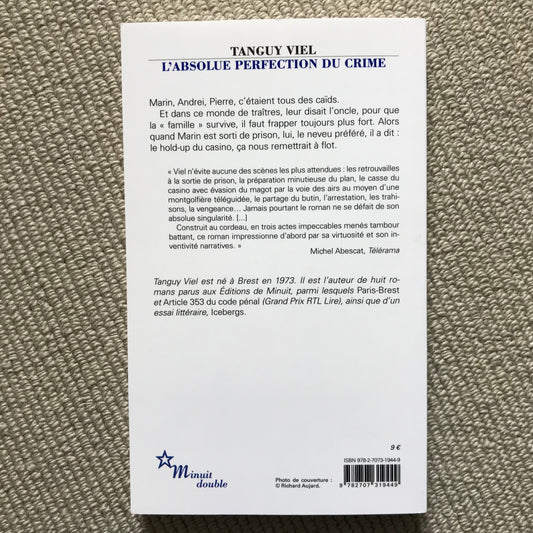 TANGUY VIEL
L'ABSOLUE PERFECTION DU CRIME
Marin, Andrei, Pierre, c'étaient tous des caïds.
Et dans ce monde de traîtres, leur disait l'oncle, pour que
la « famille » survive, il faut frapper toujours plus fort. Alors
quand Marin est sorti de prison, lui, le neveu préféré, il a dit :
le hold-up du casino, ça nous remettrait à flot.
« Viel n'évite aucune des scènes les plus attendues : les retrouvailles
à la sortie de prison, la préparation minutieuse du plan, le casse du
casino avec évasion du magot par la voie des airs au moyen d'une
montgolfière téléguidée, le partage du butin, l'arrestation, les trahi-
sons, la vengeance... Jamais pourtant le roman ne se défait de son
absolue singularité. [...]
Construit au cordeau, en trois actes impeccables menés tambour
battant, ce roman impressionne d'abord par sa virtuosité et son in-
ventivité narratives. »
Michel Abescat, Télérama
Tanguy Viel est né à Brest en 1973. Il est l'auteur de huit ro-
mans parus aux Éditions de Minuit, parmi lesquels Paris-Brest
et Article 353 du code pénal (Grand Prix RTL Lire), ainsi que d'un
essai littéraire, Icebergs.
9 €
ISBN 978-2-7073-1944-9
Minuit
double
Photo de couverture :
© Richard Aujard.
9 782707 319449